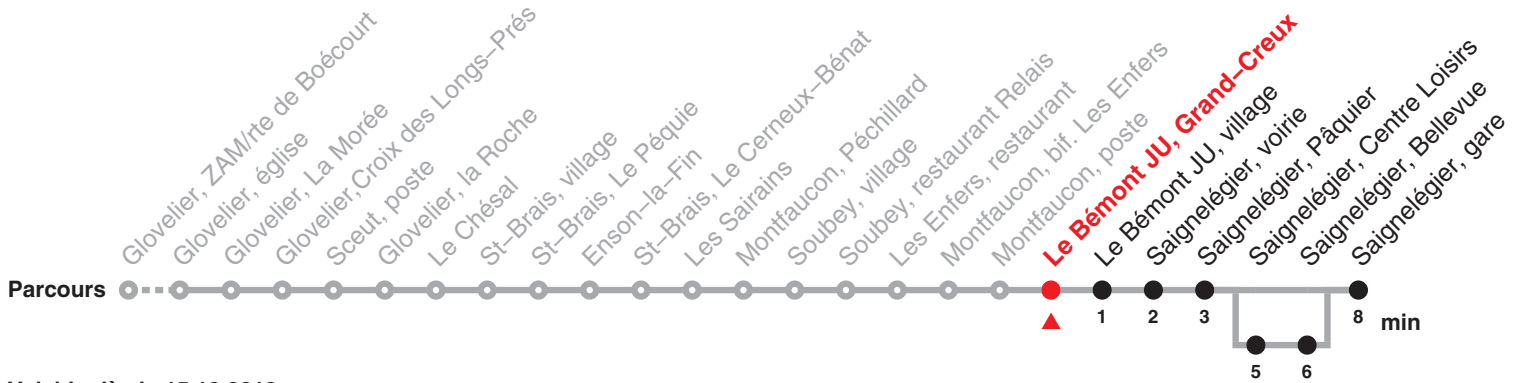 Glovelier, ZAM/rte de Boécourt
Glovelier, église
Glovelier, La Morée
Glovelier, Croix des Longs–Prés
Sceut, poste
Glovelier, la Roche
Le Chésal
St–Brais, village
St–Brais, Le Péquie
Enson–la–Fin
St–Brais, Le Cerneux–Bénat
Les Sairains
Montfaucon, Péchillard
Soubey, village
Soubey, restaurant Relais
Les Enfers, restaurant
Montfaucon, bif. Les Enfers
Montfaucon, poste
Le Bémont JU, Grand–Creux
Le Bémont JU, village
Saignelégier, voirie
Saignelégier, Pâquier
Saignelégier, Centre Loisirs
Saignelégier, Bellevue
Saignelégier, gare
Parcours
1 2 3 8 min
5 6